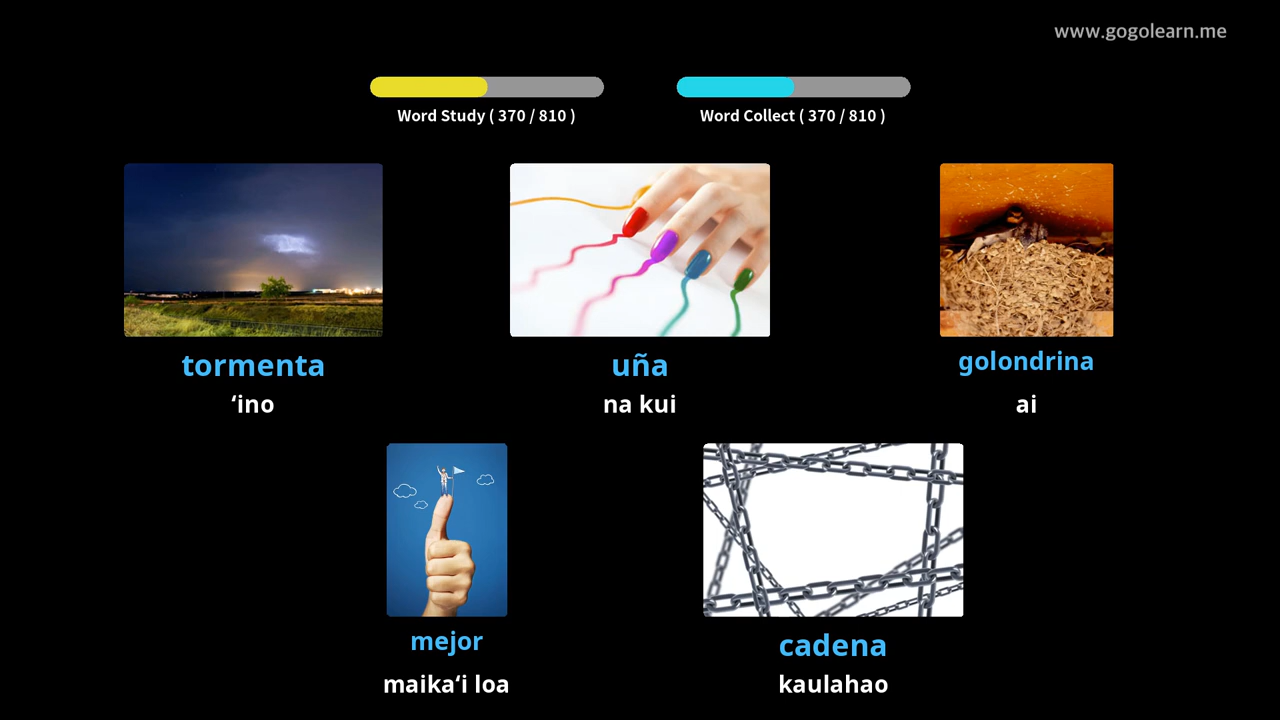 www.gogolearn.me
Word Study ( 370 / 810 )
Word Collect ( 370 / 810 )
tormenta
ʻino
uña
na kui
golondrina
ai
mejor
maikaʻi loa
cadena
kaulahao